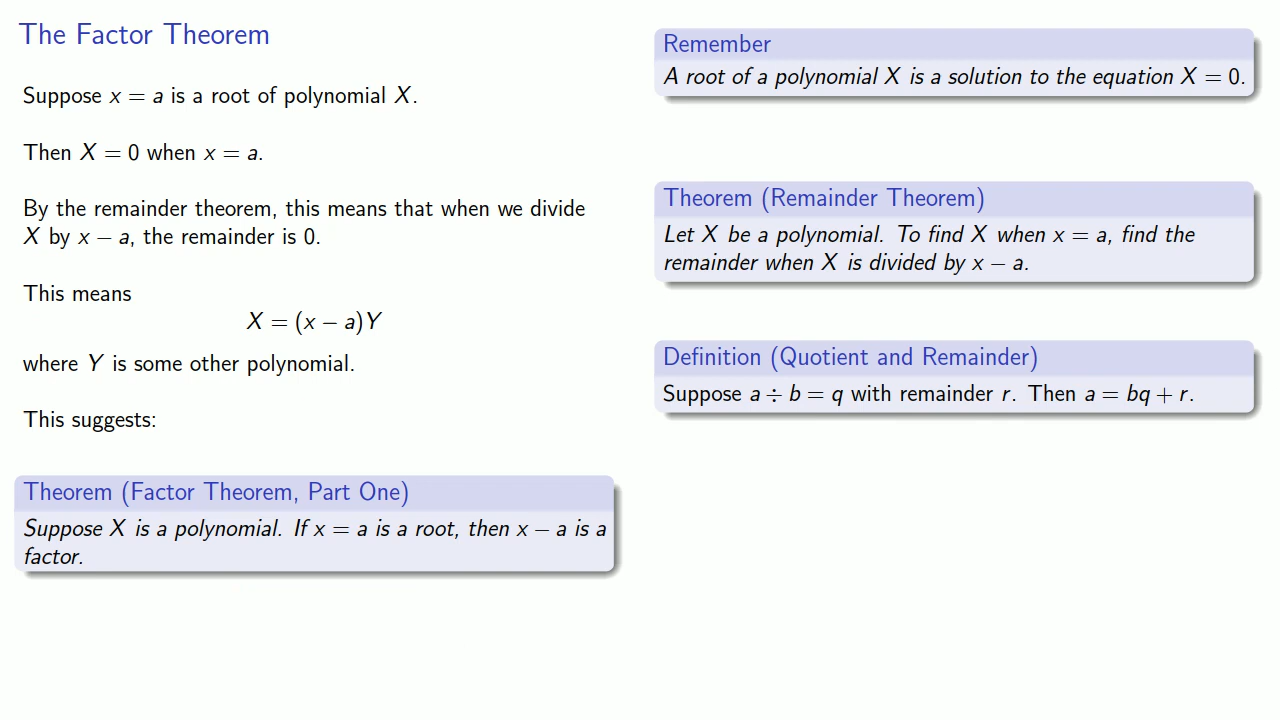 The Factor Theorem
Suppose x = a is a root of polynomial X.
Then X = 0 when x = a.
By the remainder theorem, this means that when we divide
X by x − a, the remainder is 0.
This means
X = (x − a)Y
where Y is some other polynomial.
This suggests:
Theorem (Factor Theorem, Part One)
Suppose X is a polynomial. If x = a is a root, then x − a is a
factor.
Remember
A root of a polynomial X is a solution to the equation X = 0.
Theorem (Remainder Theorem)
Let X be a polynomial. To find X when x = a, find the
remainder when X is divided by x − a.
Definition (Quotient and Remainder)
Suppose a ÷ b = q with remainder r. Then a = bq + r.